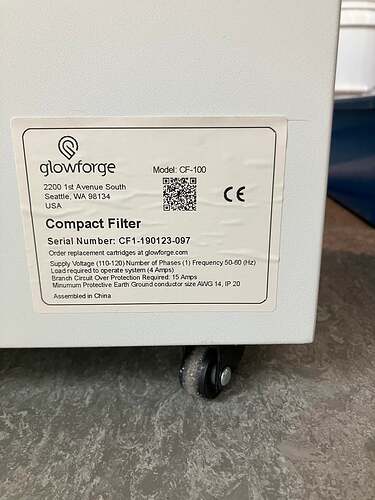 glowforge
Model: CF-100
2200 1st Avenue South
Seattle, WA 98134
USA
CE
Compact Filter
Serial Number: CF1-190123-097
Order replacement cartridges at glowforge.com
Supply Voltage (110-120) Number of Phases (1) Frequency 50-60 (Hz)
Load required to operate system (4 Amps)
Branch Circuit Over Protection Required: 15 Amps
Minumum Protective Earth Ground conductor size AWG 14, IP 20
Assembled in China